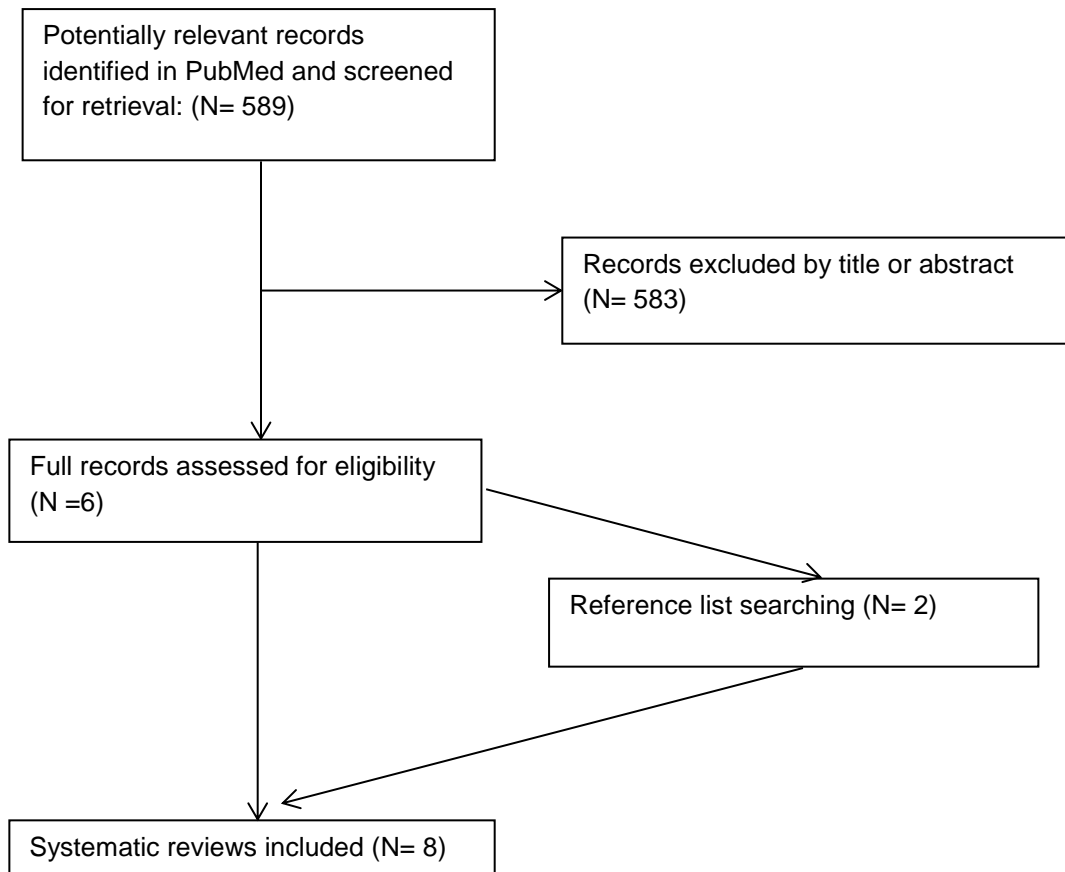 Potentially relevant records
identified in PubMed and screened
for retrieval: (N= 589)
Records excluded by title or abstract
(N= 583)
Full records assessed for eligibility
(N =6)
Reference list searching (N= 2)
Systematic reviews included (N= 8)